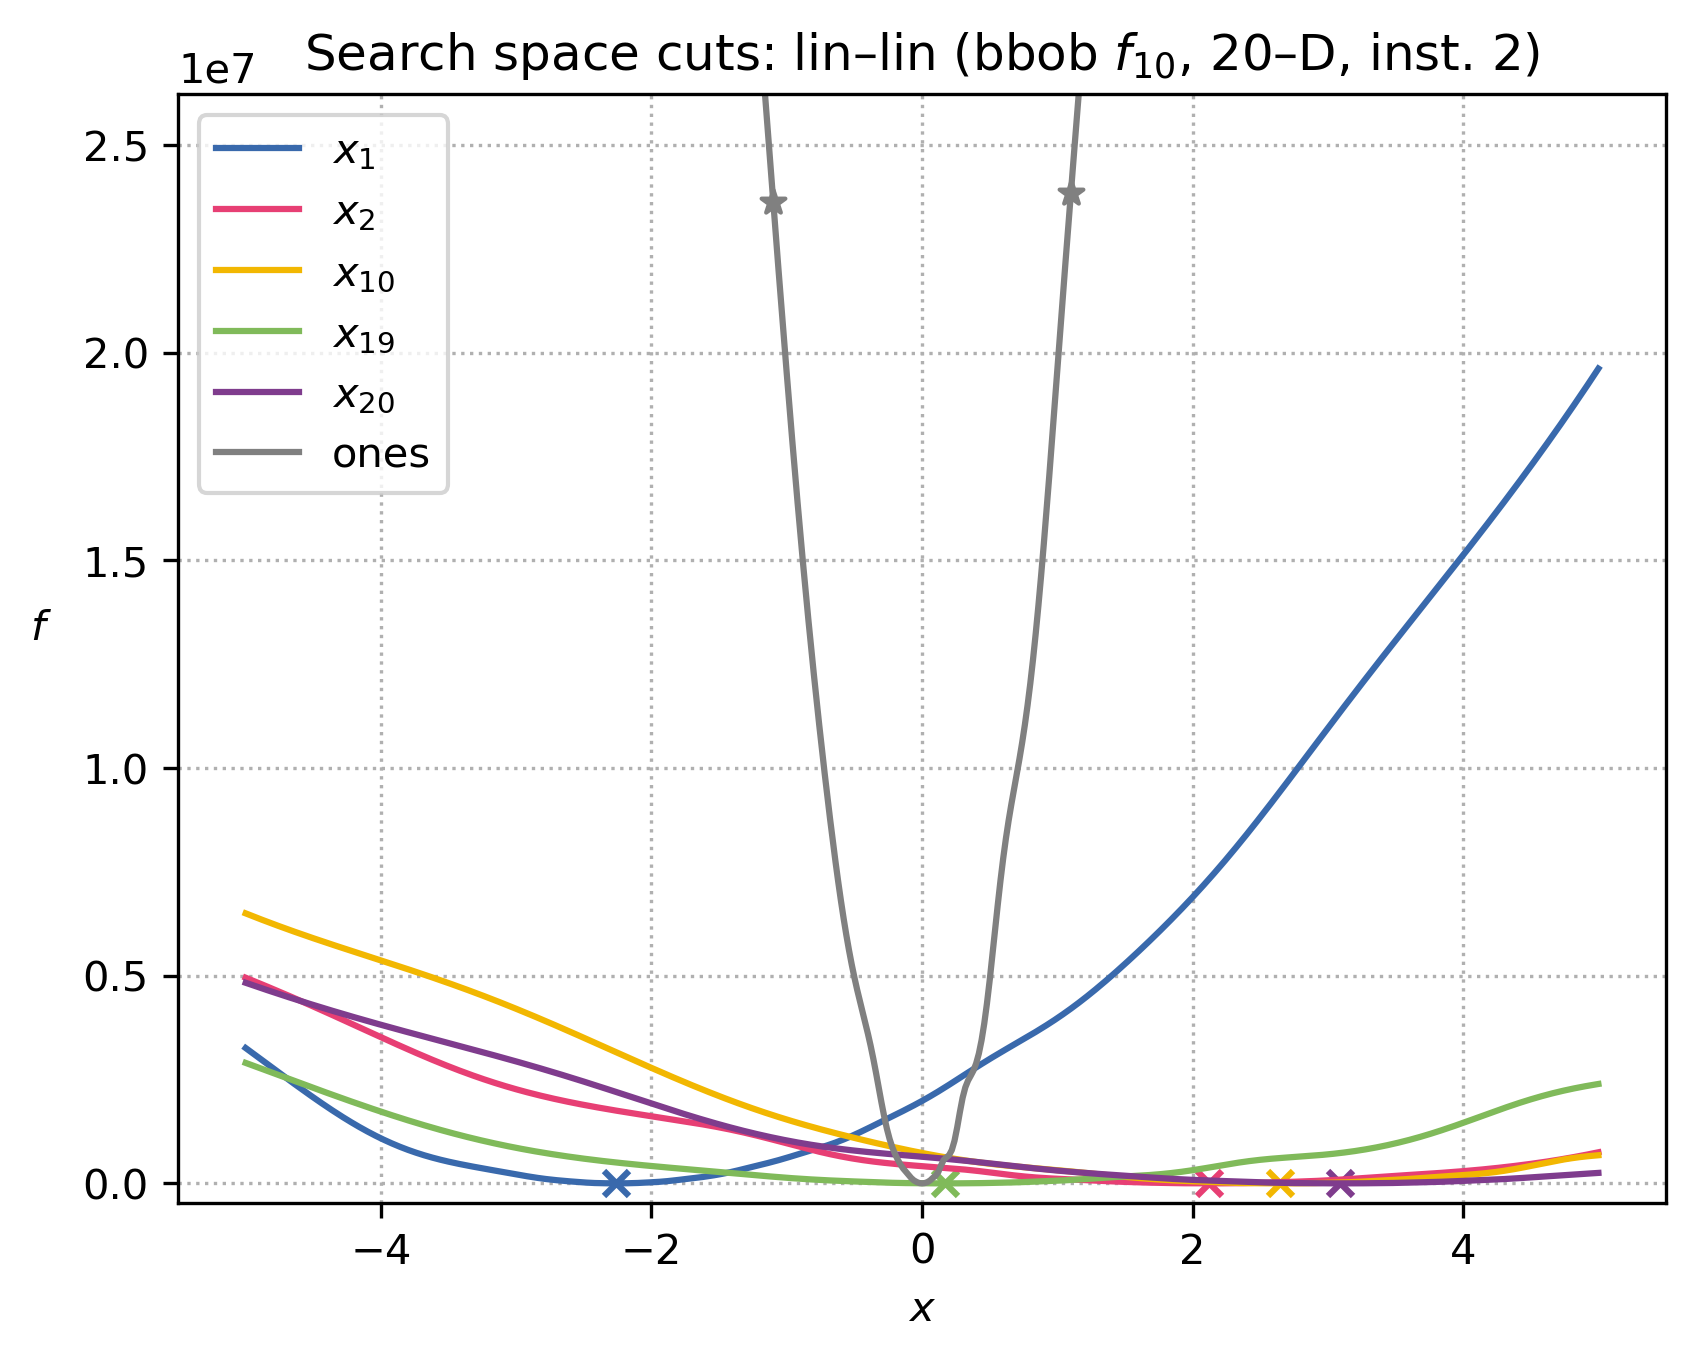 Search space cuts: lin–lin (bbob f10, 20–D, inst. 2)
1e7
2.5
2.0
1.5
1.0
0.5
0.0
f
x1
x2
x10
x19
x20
ones
−4 −2 0 2 4
x